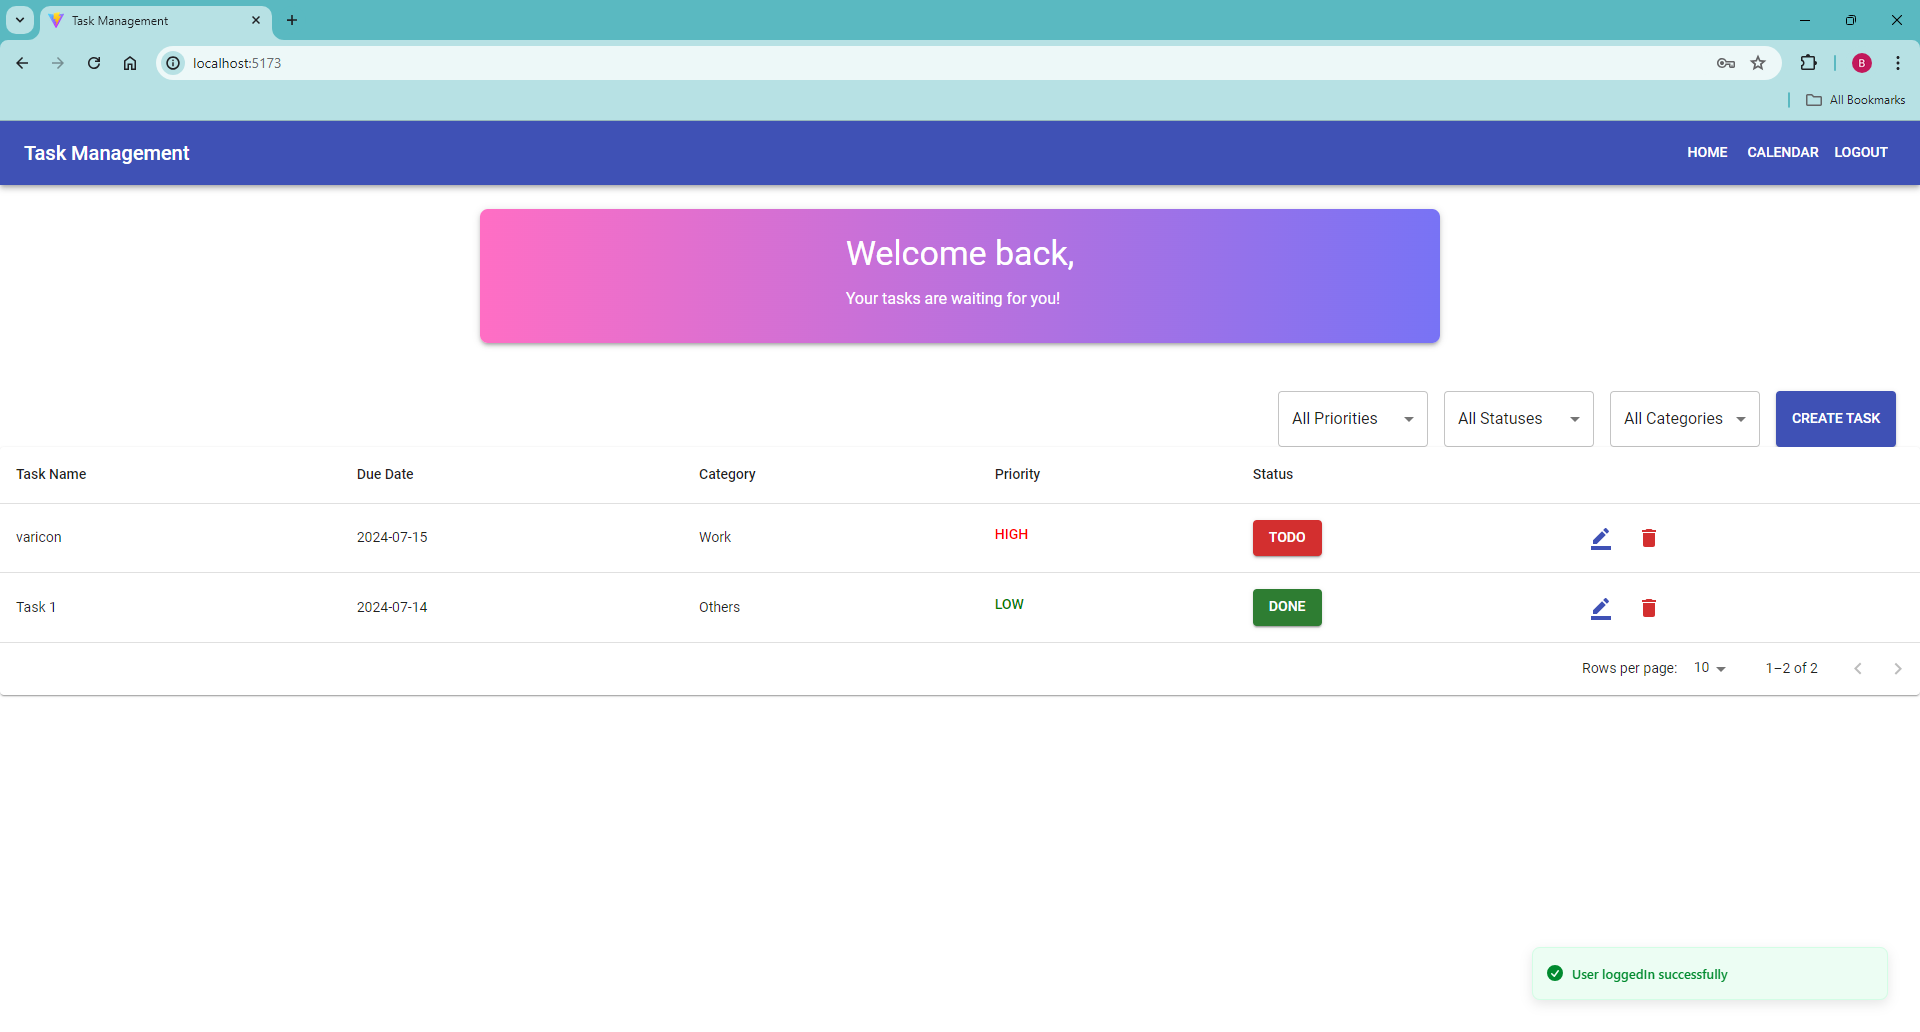 Task Management
localhost:5173
B
All Bookmarks
Task Management
HOME CALENDAR LOGOUT
Welcome back,
Your tasks are waiting for you!
All Priorities All Statuses All Categories CREATE TASK
Task Name Due Date Category Priority Status
varicon 2024-07-15 Work HIGH TODO
Task 1 2024-07-14 Others LOW DONE
Rows per page: 10 1–2 of 2
User loggedIn successfully